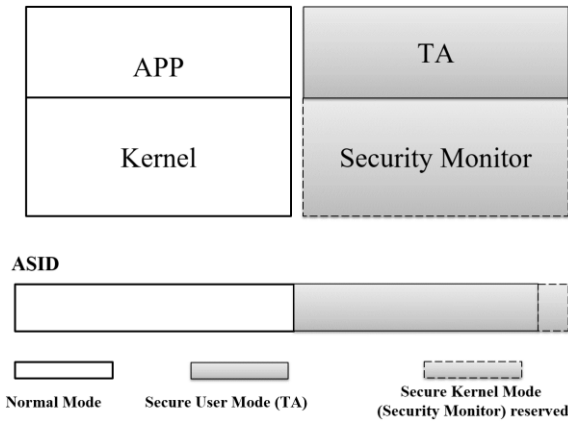 APP
TA
Kernel
Security Monitor
ASID
Normal Mode
Secure User Mode (TA)
Secure Kernel Mode
(Security Monitor) reserved